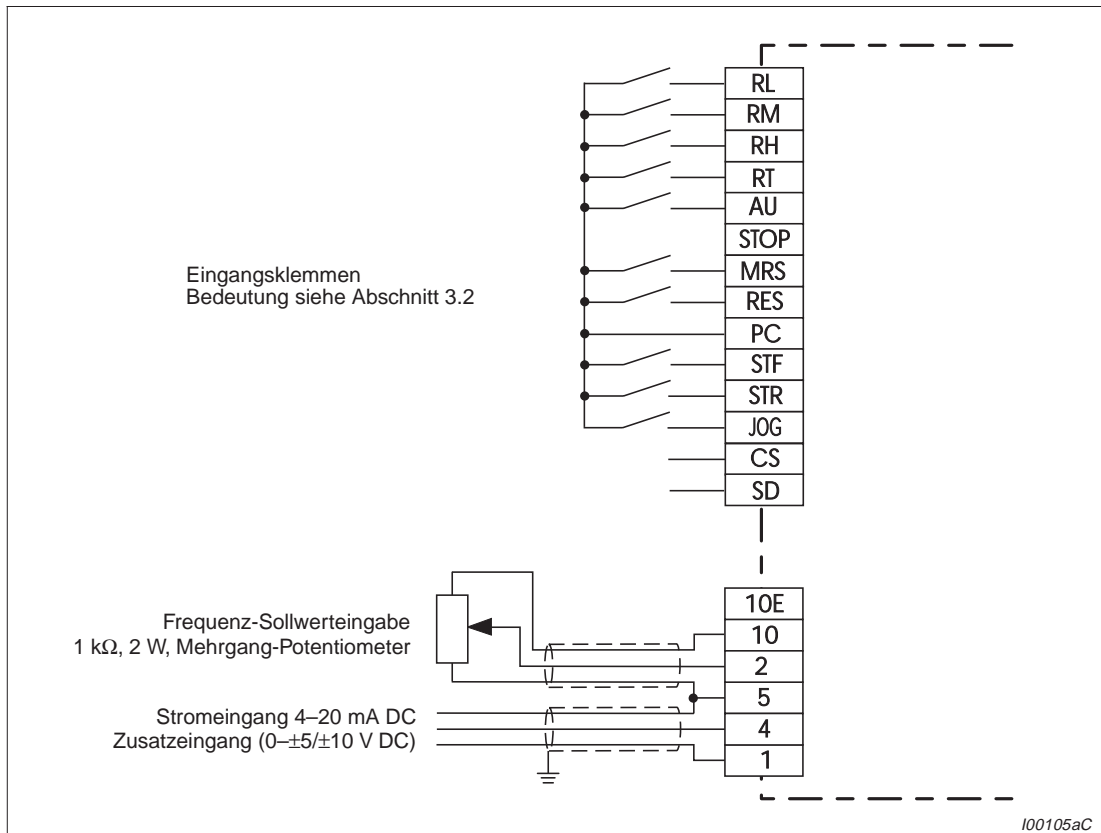 RL
RM
RH
RT
AU
STOP
MRS
RES
PC
STF
STR
JOG
CS
SD
Eingangsklemmen
Bedeutung siehe Abschnitt 3.2
10E
10
2
5
4
1
Frequenz-Sollwerteingabe
1 kΩ, 2 W, Mehrgang-Potentiometer
Stromeingang 4–20 mA DC
Zusatzeingang (0–±5/±10 V DC)
I00105aC